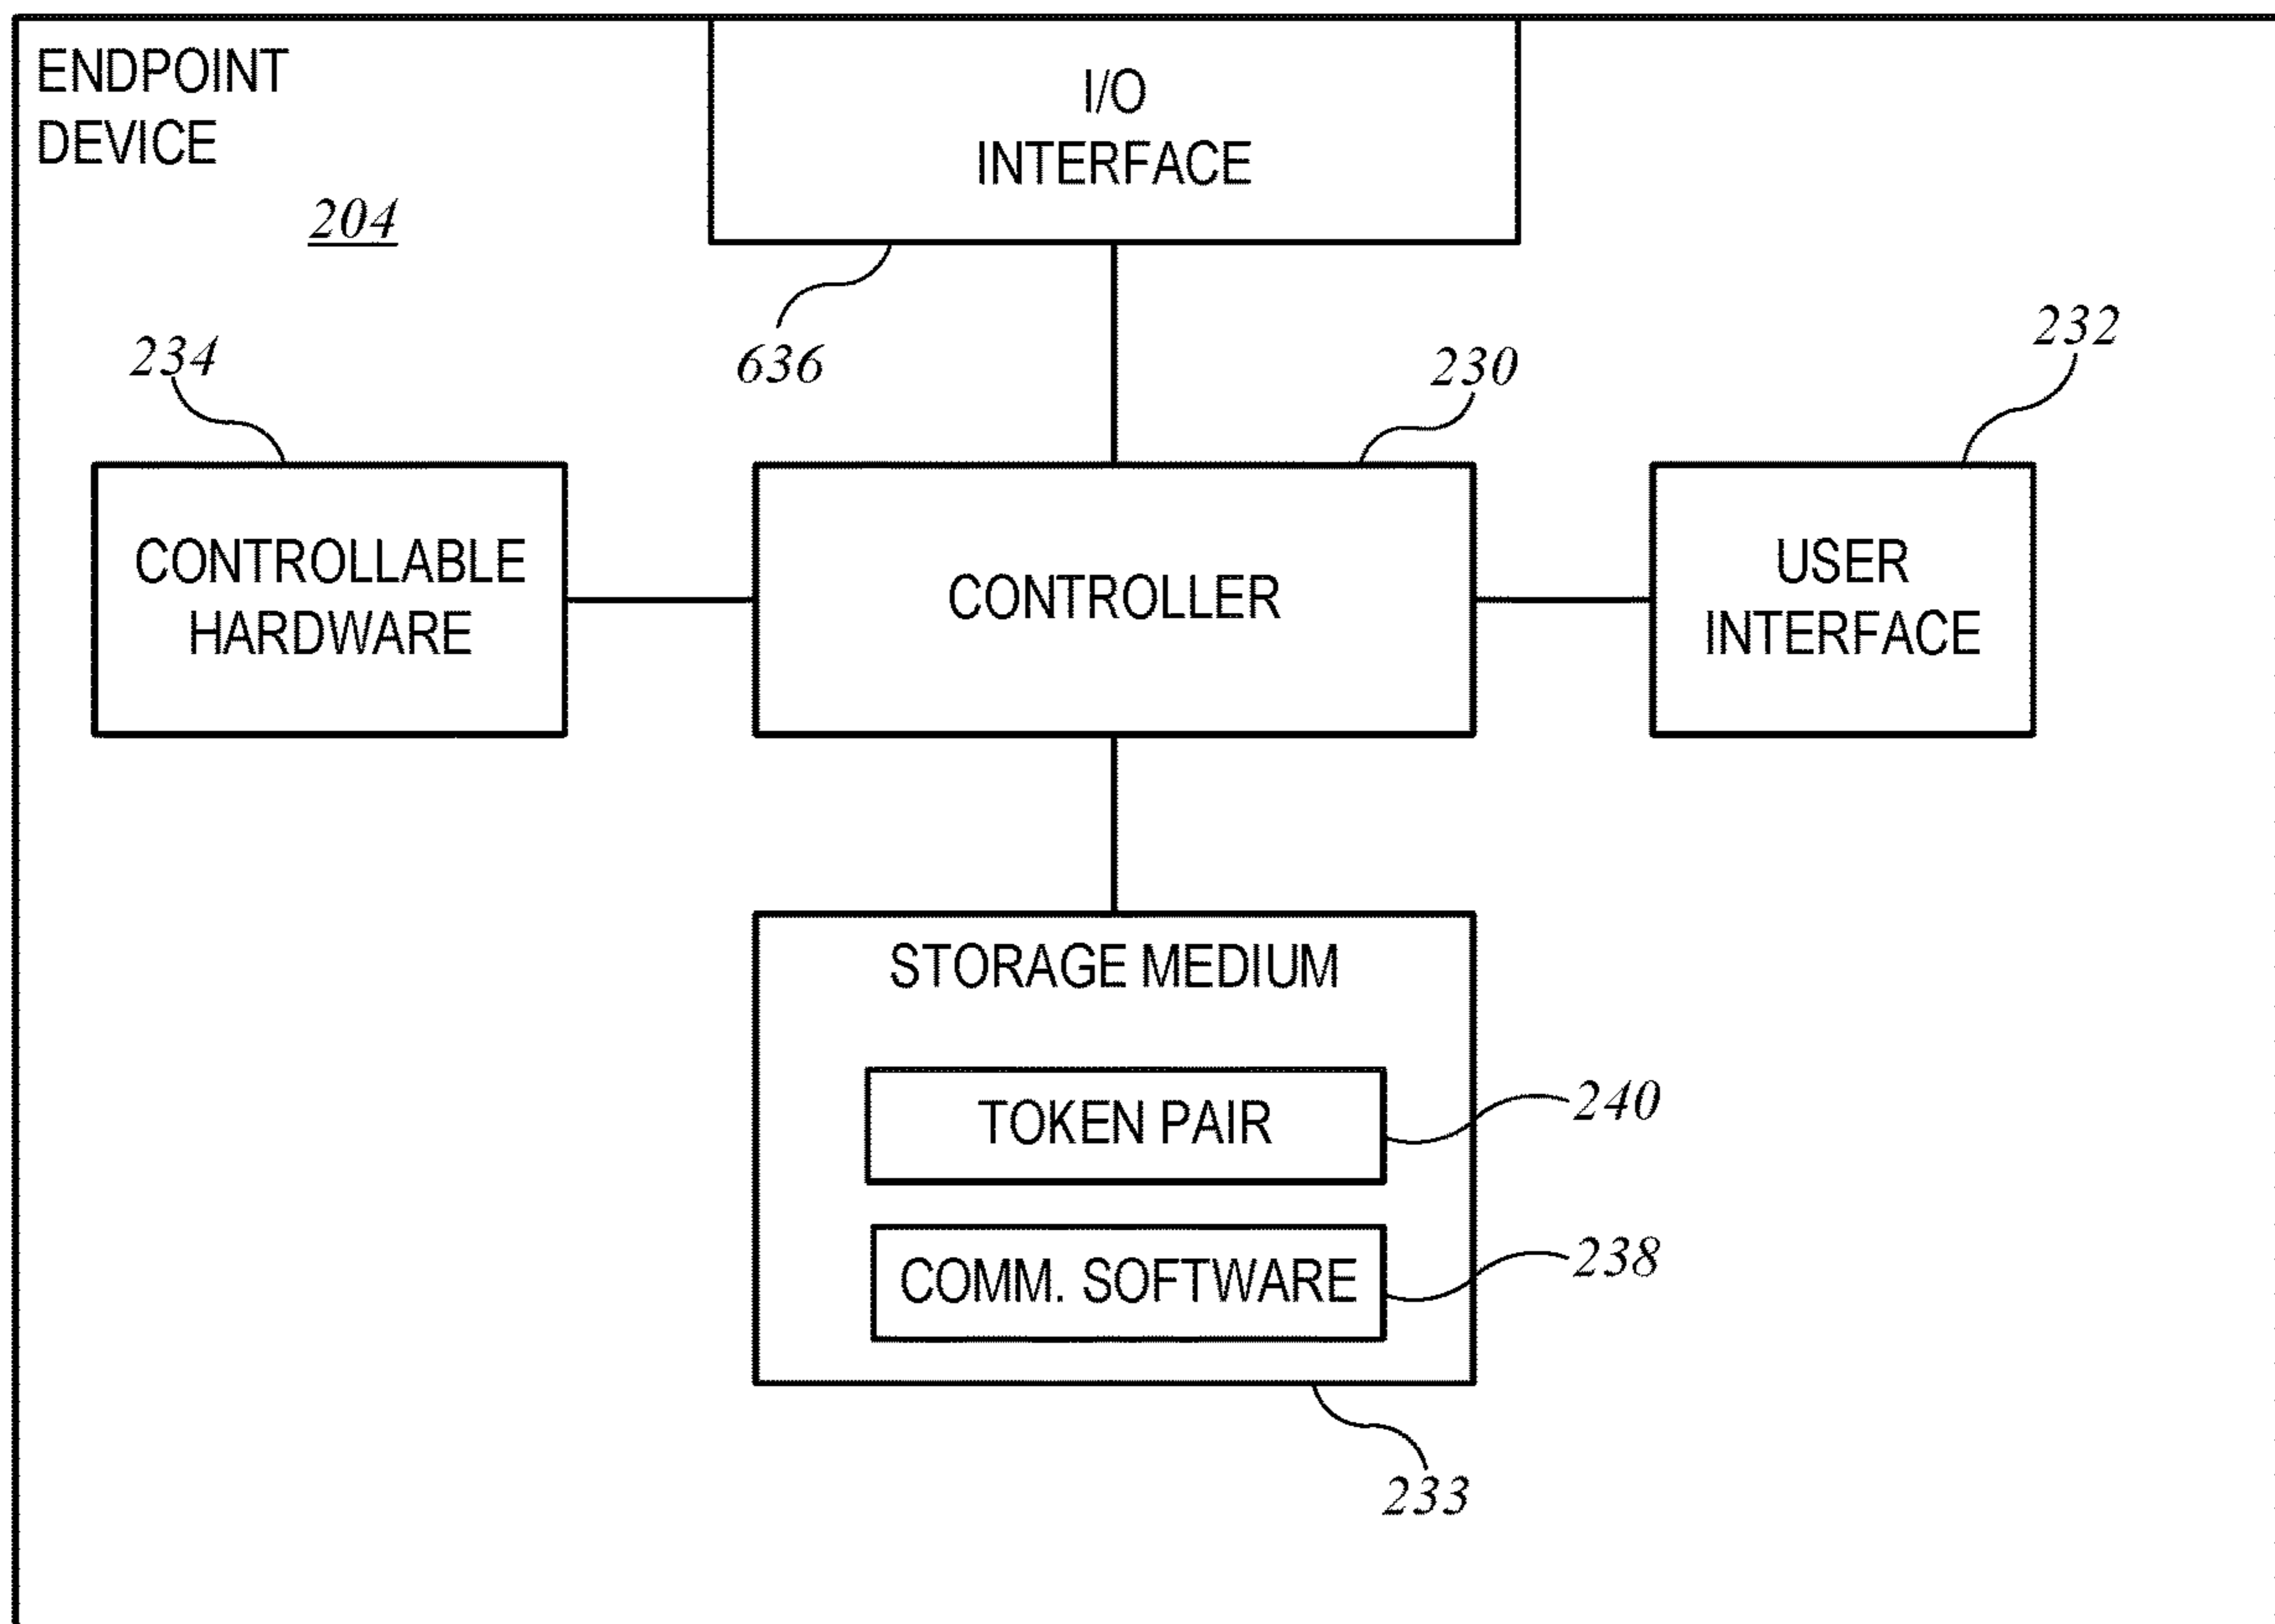 ENDPOINT
DEVICE
204
I/O
INTERFACE
636
234
230
232
CONTROLLABLE
HARDWARE
CONTROLLER
USER
INTERFACE
STORAGE MEDIUM
TOKEN PAIR
240
COMM. SOFTWARE
238
233